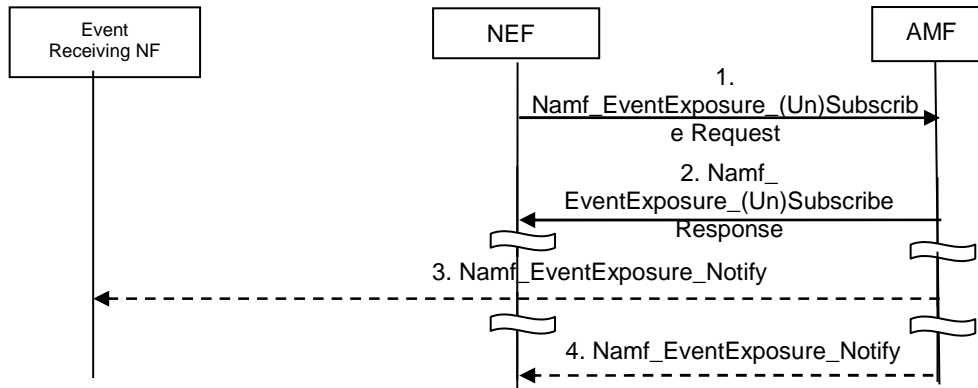 Event
Receiving NF
NEF
AMF
1.
Namf_EventExposure_(Un)Subscrib
e Request
2. Namf_
EventExposure_(Un)Subscribe
Response
3. Namf_EventExposure_Notify
4. Namf_EventExposure_Notify